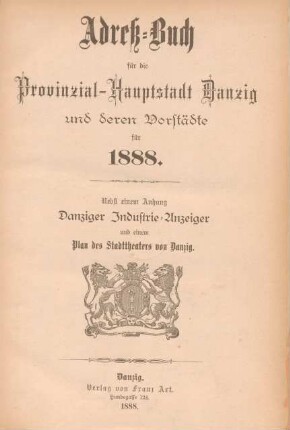 Adreß-Buch
für die
Provinzial-Hauptstadt Danzig
und deren Vorstädte
für
1888.
Nebst einem Anhang
Danziger Industrie-Anzeiger
und einem
Plan des Stadttheaters von Danzig.
Danzig.
Verlag von Franz Axt.
1888.